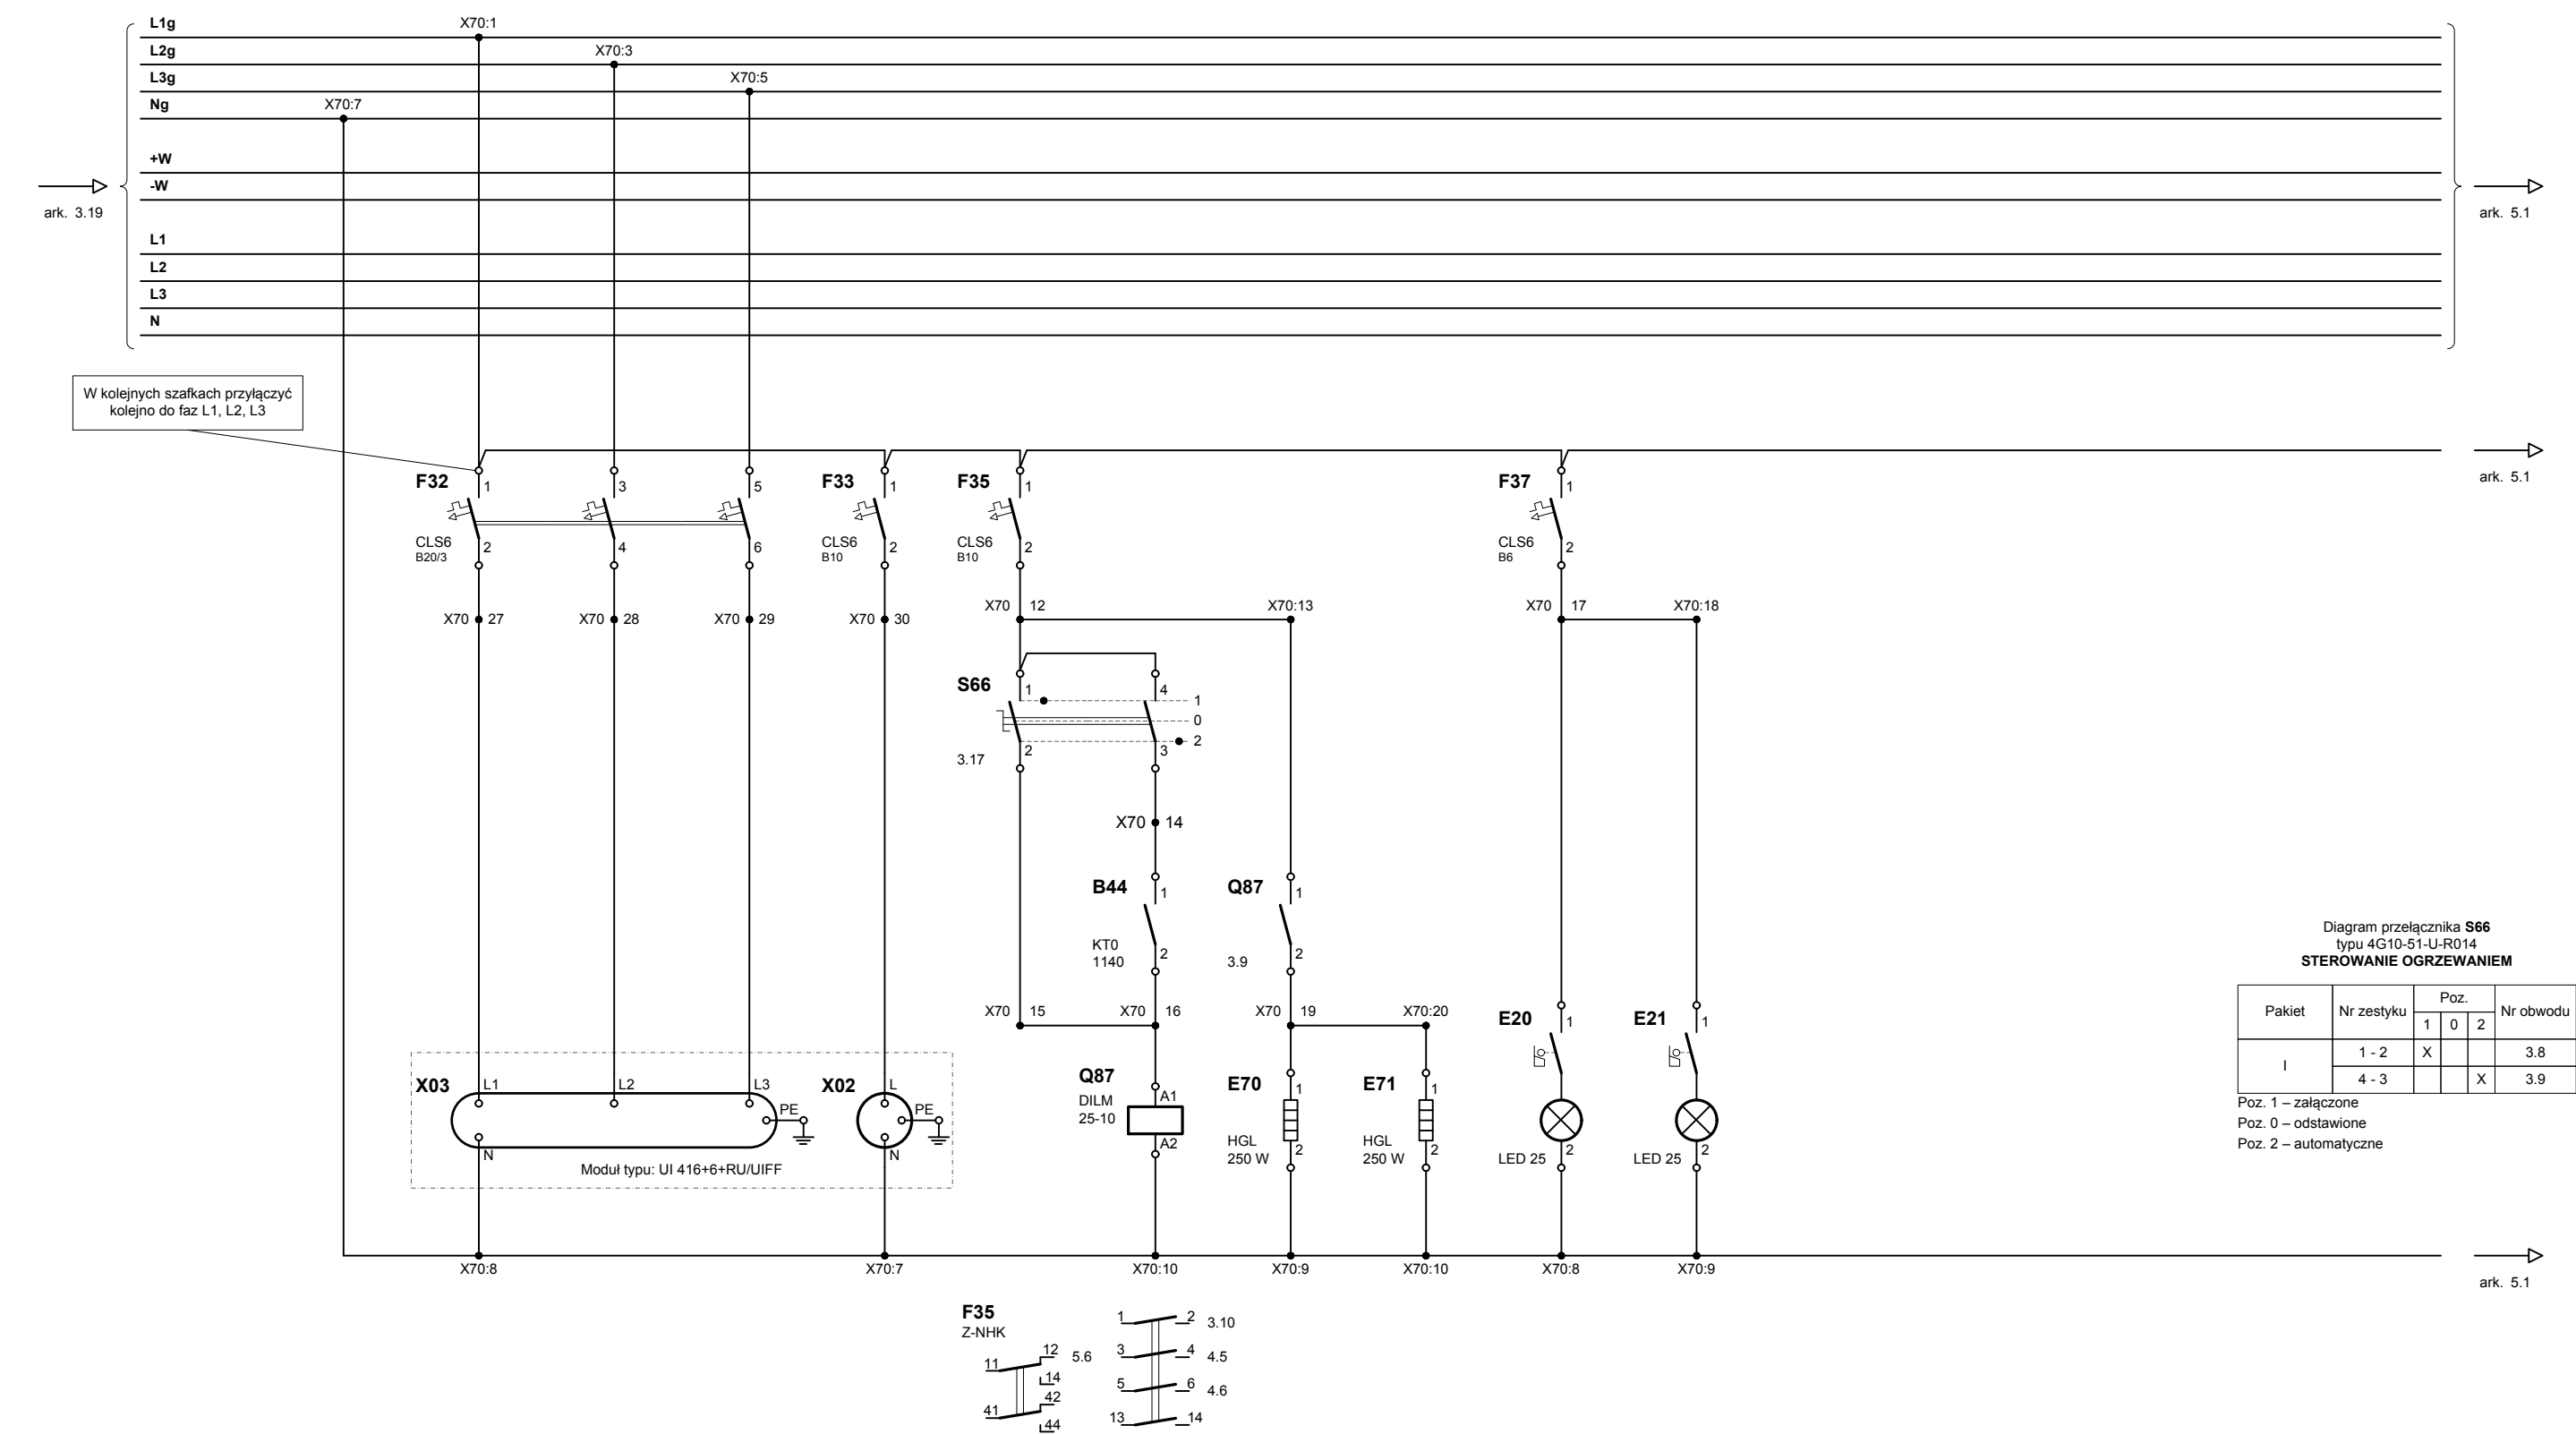 L1g
X70:1
L2g
X70:3
L3g
X70:5
Ng
X70:7
+W
-W
ark. 3.19
ark. 5.1
L1
L2
L3
N
W kolejnych szafkach przyłączyć
kolejno do faz L1, L2, L3
ark. 5.1
F32
1
3
5
CLS6
B20/3
2
4
6
F33
1
CLS6
B10
2
F35
1
CLS6
B10
2
F37
1
CLS6
B6
2
X70 27
X70 28
X70 29
X70 30
X70 12
X70:13
X70 17
X70:18
S66
1
4
1
0
2
2
3
3.17
X70 14
B44
1
KT0
1140
2
Q87
1
3.9
2
X70 15
X70 16
X70 19
X70:20
Diagram przełącznika S66
typu 4G10-51-U-R014
STEROWANIE OGRZEWANIEM
Pakiet Nr zestyku Poz. Nr obwodu
1 0 2
I
1 - 2 X 3.8
4 - 3 X 3.9
Poz. 1 – załączone
Poz. 0 – odstawione
Poz. 2 – automatyczne
X03
L1
L2
L3
PE
N
X02
L
PE
N
Moduł typu: UI 416+6+RU/UIFF
Q87
DILM
25-10
A1
A2
E70
1
HGL
250 W
2
E71
1
HGL
250 W
2
E20
1
LED 25
2
E21
1
LED 25
2
X70:8
X70:7
X70:10
X70:9
X70:10
X70:8
X70:9
ark. 5.1
F35
Z-NHK
11
12
5.6
14
41
42
44
1 2 3.10
3 4 4.5
5 6 4.6
13 14